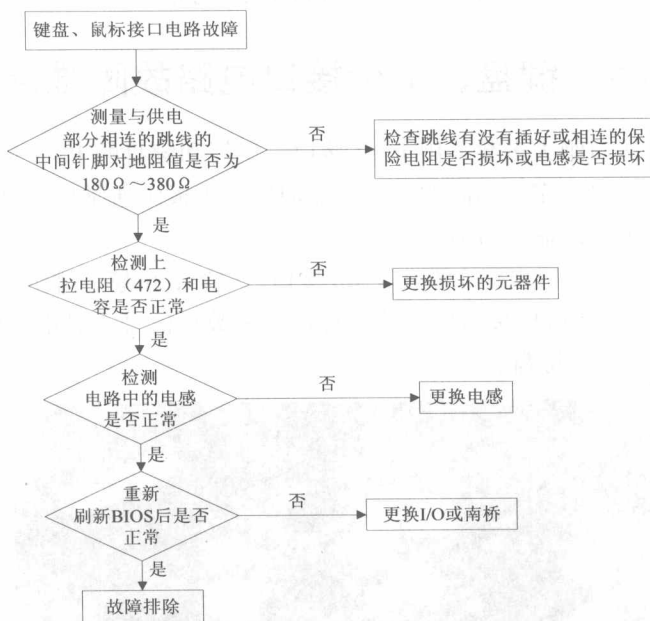 键盘、鼠标接口电路故障
测量与供电
部分相连的跳线的
中间针脚对地阻值是否为
180Ω～380Ω
否
检查跳线有没有插好或相连的保
险电阻是否损坏或电感是否损坏
是
检测上
拉电阻（472）和电
容是否正常
否
更换损坏的元器件
是
检测
电路中的电感
是否正常
否
更换电感
是
重新
刷新BIOS后是否
正常
否
更换I/O或南桥
是
故障排除